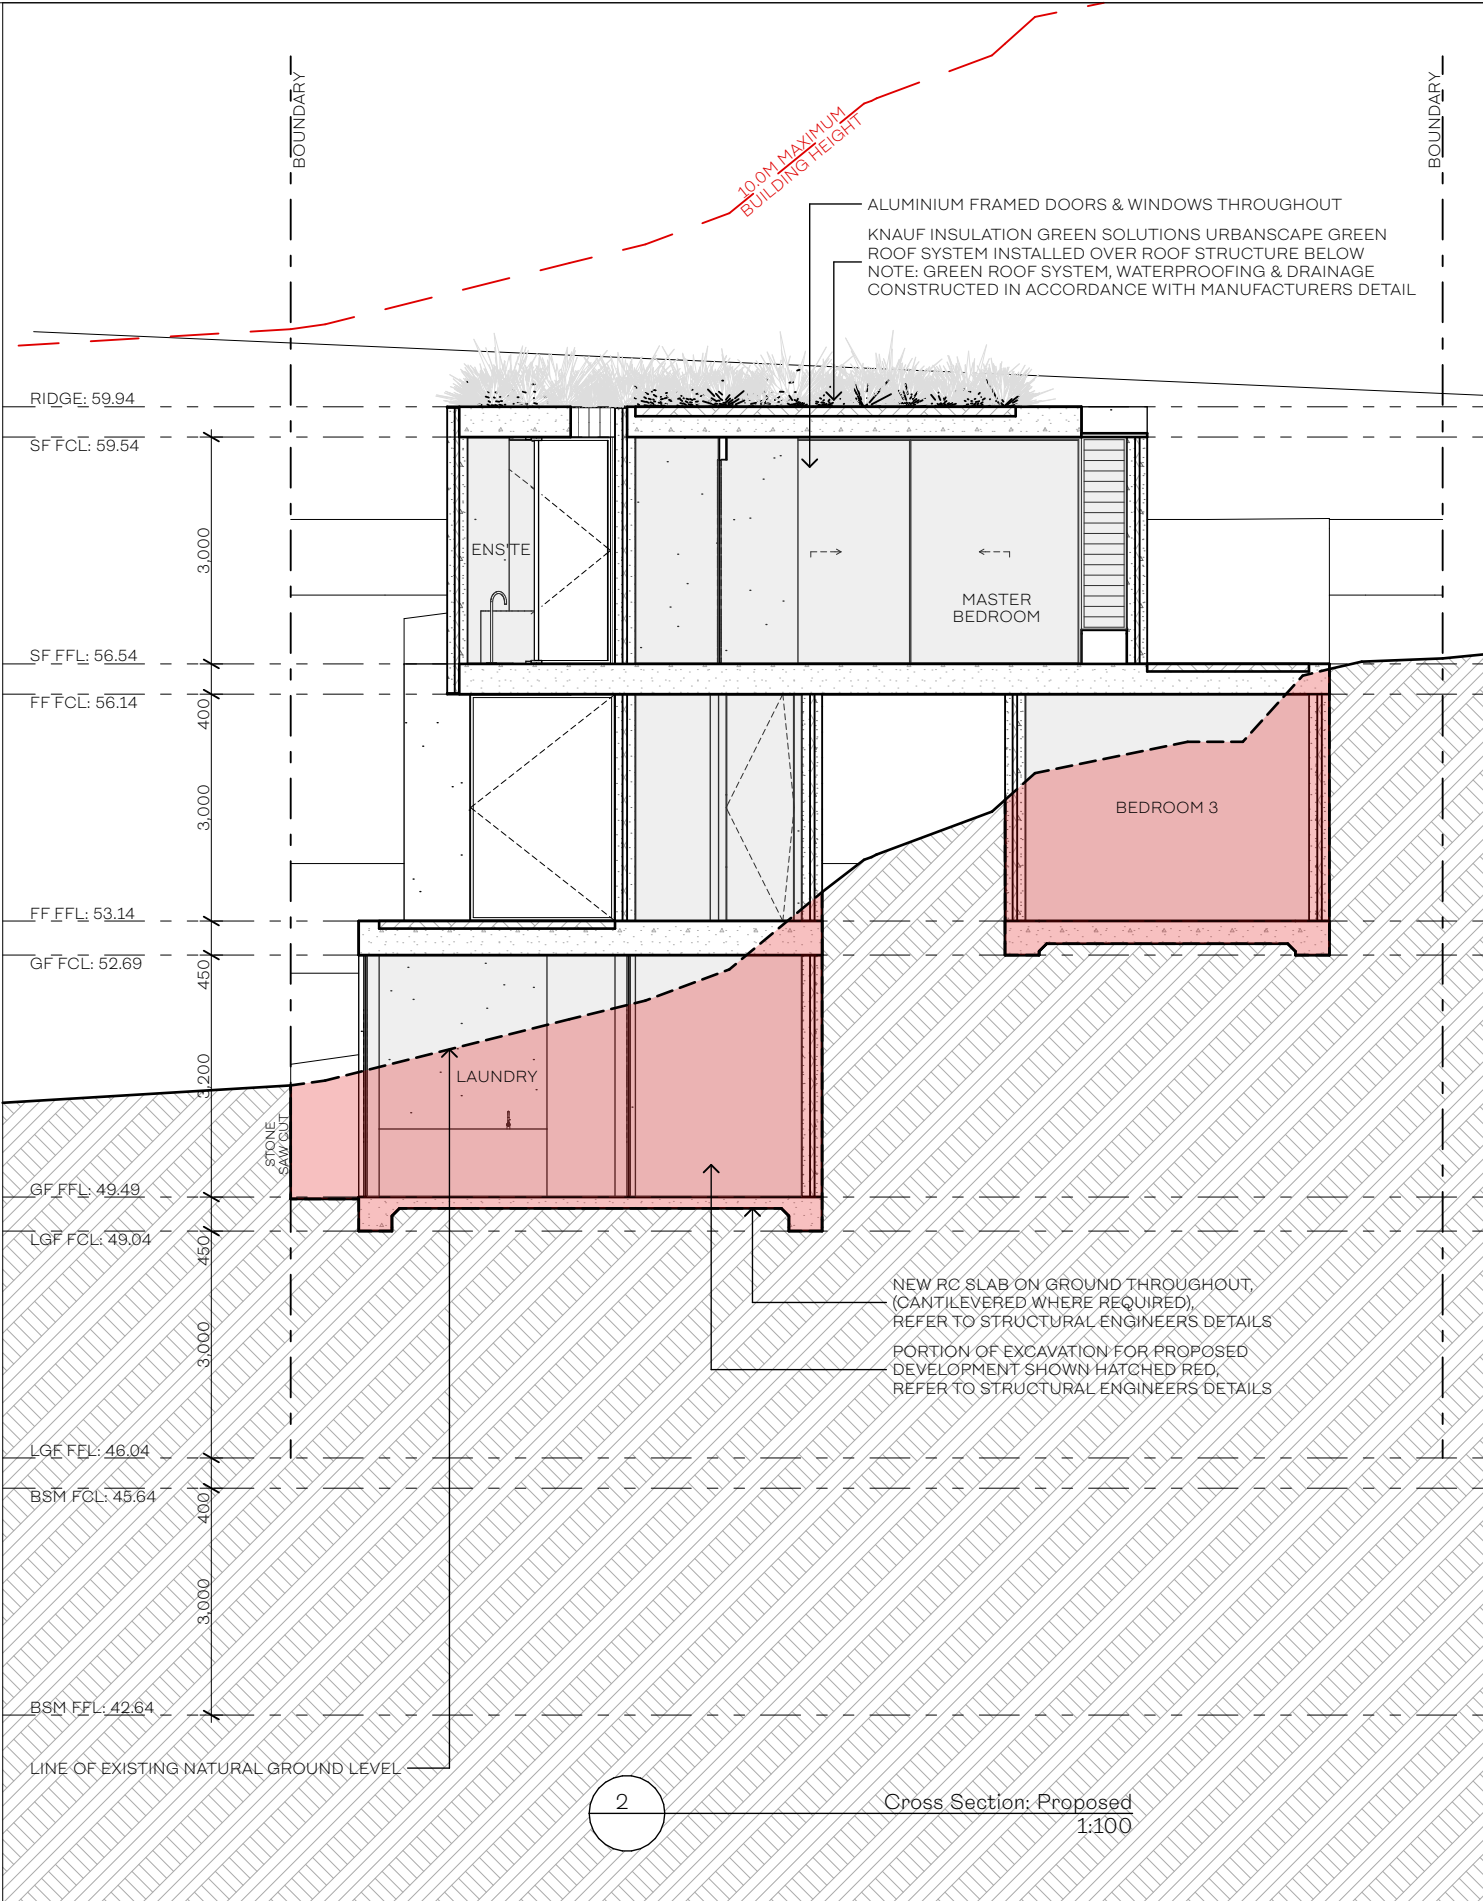 BOUNDARY
BOUNDARY
10.0M MAXIMUM
BUILDING HEIGHT
ALUMINIUM FRAMED DOORS & WINDOWS THROUGHOUT
KNAUF INSULATION GREEN SOLUTIONS URBANSCAPE GREEN
ROOF SYSTEM INSTALLED OVER ROOF STRUCTURE BELOW
NOTE: GREEN ROOF SYSTEM, WATERPROOFING & DRAINAGE
CONSTRUCTED IN ACCORDANCE WITH MANUFACTURERS DETAIL
RIDGE: 59.94
SF FCL: 59.54
3,000
ENS'TE
MASTER
BEDROOM
SF FFL: 56.54
FF FCL: 56.14
400
3,000
BEDROOM 3
FF FFL: 53.14
GF FCL: 52.69
450
3,200
LAUNDRY
STONE
SAW CUT
GF FFL: 49.49
LGF FCL: 49.04
450
NEW RC SLAB ON GROUND THROUGHOUT,
(CANTILEVERED WHERE REQUIRED),
REFER TO STRUCTURAL ENGINEERS DETAILS
3,000
PORTION OF EXCAVATION FOR PROPOSED
DEVELOPMENT SHOWN HATCHED RED,
REFER TO STRUCTURAL ENGINEERS DETAILS
LGF FFL: 46.04
BSM FCL: 45.64
400
3,000
BSM FFL: 42.64
LINE OF EXISTING NATURAL GROUND LEVEL
2
Cross Section: Proposed
1:100